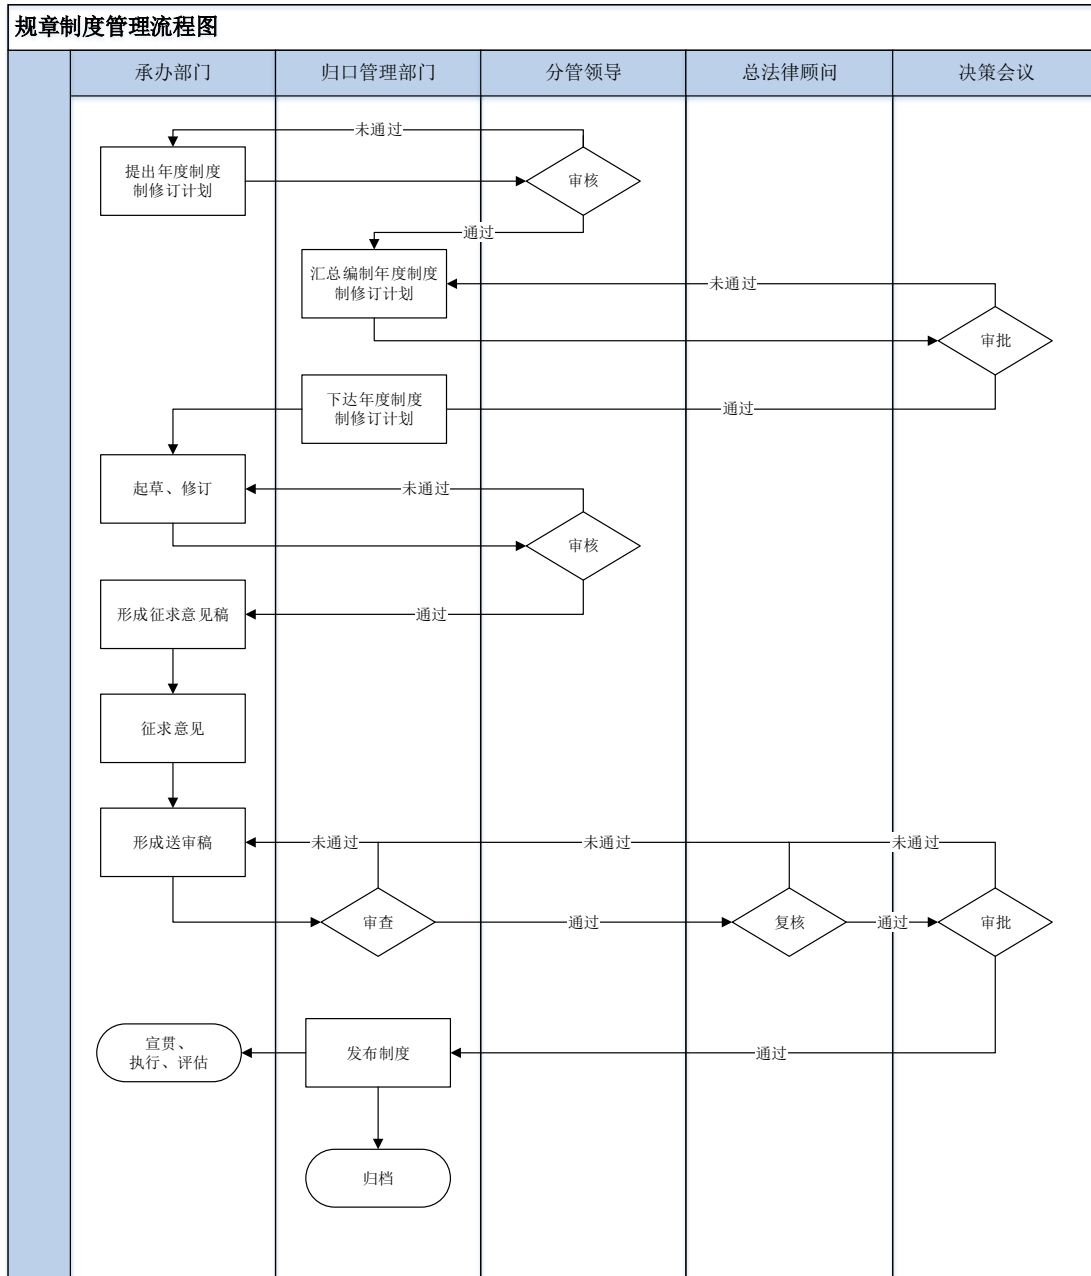 规章制度管理流程图
承办部门
归口管理部门
分管领导
总法律顾问
决策会议
未通过
提出年度制度
制修订计划
审核
通过
汇总编制年度制度
制修订计划
未通过
审批
下达年度制度
制修订计划
通过
起草、修订
未通过
审核
形成征求意见稿
通过
征求意见
形成送审稿
未通过
未通过
未通过
审查
通过
复核
通过
审批
宣贯、
执行、评估
发布制度
通过
归档